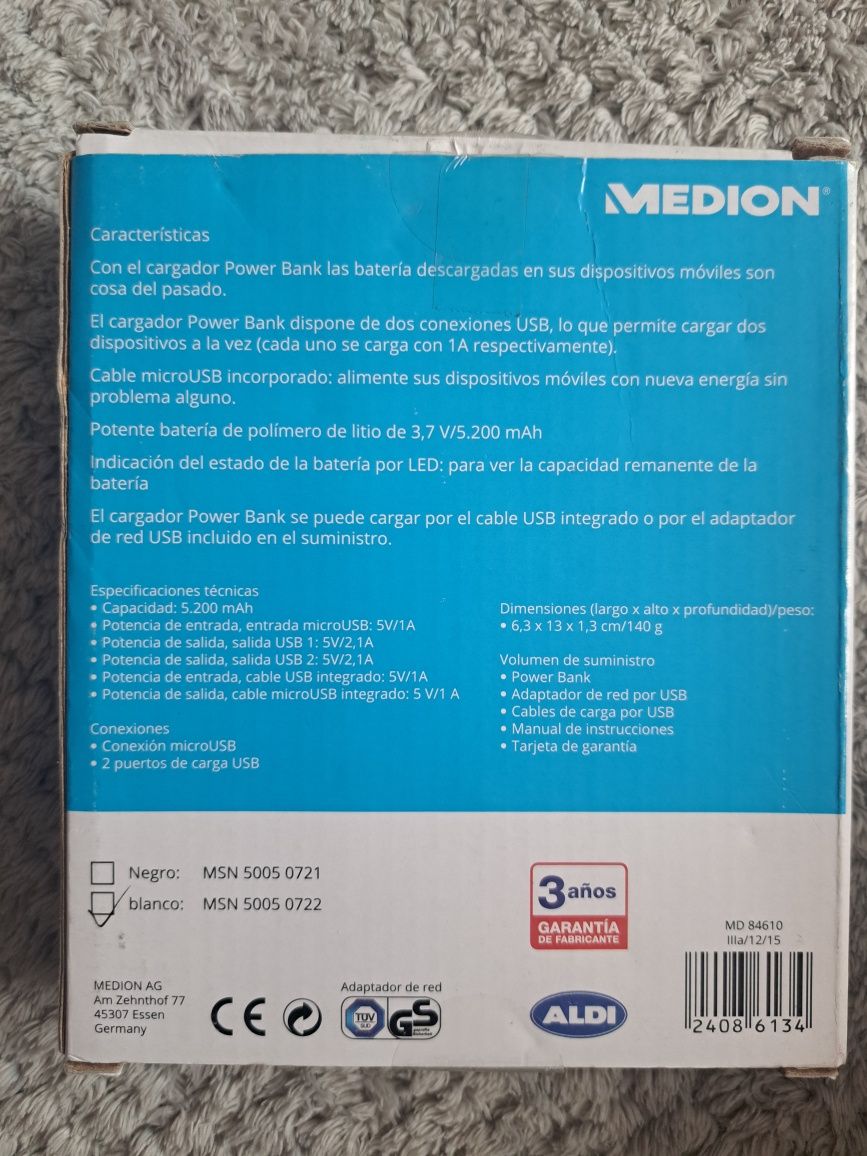 MEDION®
Características
Con el cargador Power Bank las batería descargadas en sus dispositivos móviles son
cosa del pasado.
El cargador Power Bank dispone de dos conexiones USB, lo que permite cargar dos
dispositivos a la vez (cada uno se carga con 1A respectivamente).
Cable microUSB incorporado: alimente sus dispositivos móviles con nueva energía sin
problema alguno.
Potente batería de polímero de litio de 3,7 V/5.200 mAh
Indicación del estado de la batería por LED: para ver la capacidad remanente de la
batería
El cargador Power Bank se puede cargar por el cable USB integrado o por el adaptador
de red USB incluido en el suministro.
Especificaciones técnicas
• Capacidad: 5.200 mAh
• Potencia de entrada, entrada microUSB: 5V/1A
• Potencia de salida, salida USB 1: 5V/2,1A
• Potencia de salida, salida USB 2: 5V/2,1A
• Potencia de entrada, cable USB integrado: 5V/1A
• Potencia de salida, cable microUSB integrado: 5 V/1 A
Conexiones
• Conexión microUSB
• 2 puertos de carga USB
Dimensiones (largo x alto x profundidad)/peso:
• 6,3 x 13 x 1,3 cm/140 g
Volumen de suministro
• Power Bank
• Adaptador de red por USB
• Cables de carga por USB
• Manual de instrucciones
• Tarjeta de garantía
Negro: MSN 5005 0721
blanco: MSN 5005 0722
3 años
GARANTÍA
DE FABRICANTE
MD 84610
IIIa/12/15
MEDION AG
Am Zehnthof 77
45307 Essen
Germany
CE
Adaptador de red
TÜV
SÜD
GS
geprüfte
Sicherheit
ALDI
2408 6134